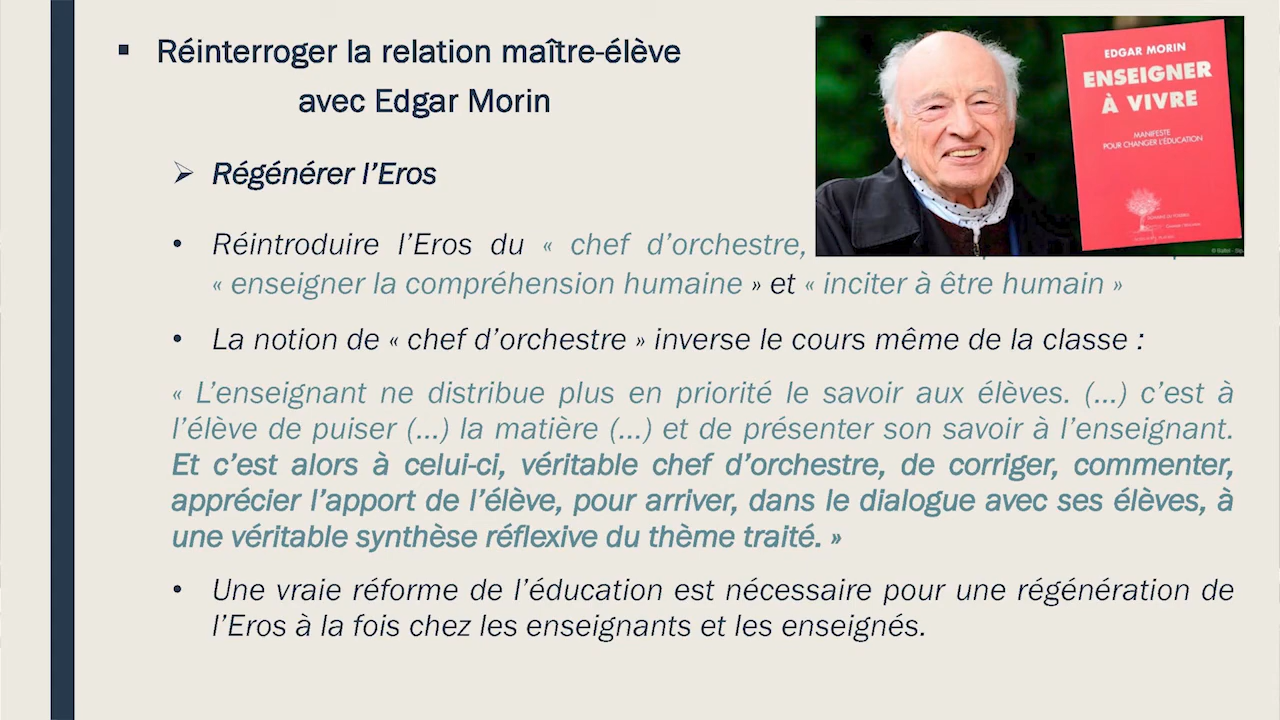 ▪ Réinterroger la relation maître-élève
avec Edgar Morin
➢ Régénérer l’Eros
• Réintroduire l’Eros du « chef d’orchestre,
« enseigner la compréhension humaine » et « inciter à être humain »
• La notion de « chef d’orchestre » inverse le cours même de la classe :
« L’enseignant ne distribue plus en priorité le savoir aux élèves. (…) c’est à
l’élève de puiser (…) la matière (…) et de présenter son savoir à l’enseignant.
Et c’est alors à celui-ci, véritable chef d’orchestre, de corriger, commenter,
apprécier l’apport de l’élève, pour arriver, dans le dialogue avec ses élèves, à
une véritable synthèse réflexive du thème traité. »
• Une vraie réforme de l’éducation est nécessaire pour une régénération de
l’Eros à la fois chez les enseignants et les enseignés.
EDGAR MORIN
ENSEIGNER
À VIVRE
MANIFESTE
POUR CHANGER L’ÉDUCATION